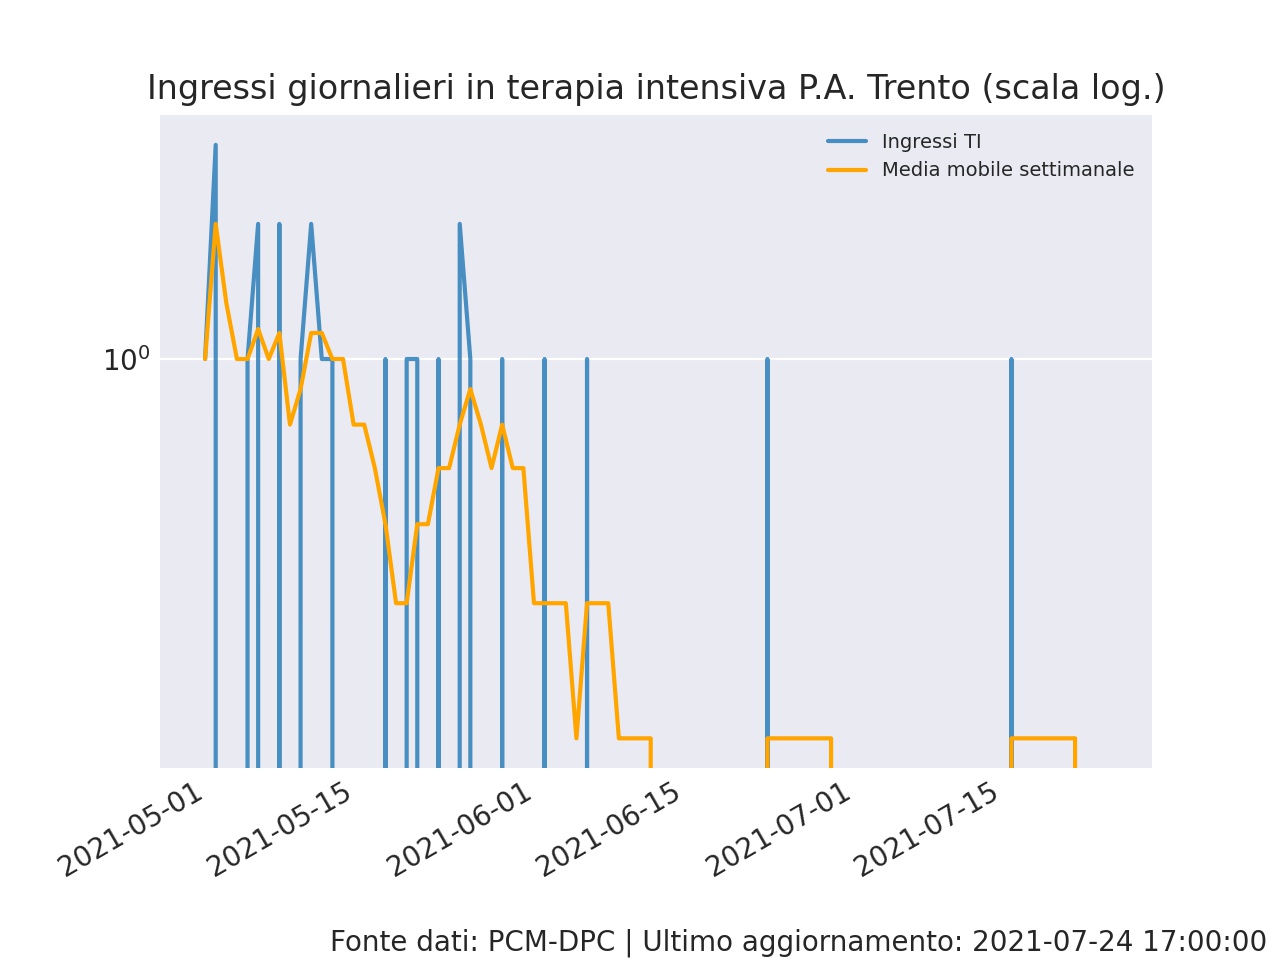 Ingressi giornalieri in terapia intensiva P.A. Trento (scala log.)
Ingressi TI
Media mobile settimanale
10⁰
2021-05-01
2021-05-15
2021-06-01
2021-06-15
2021-07-01
2021-07-15
Fonte dati: PCM-DPC | Ultimo aggiornamento: 2021-07-24 17:00:00